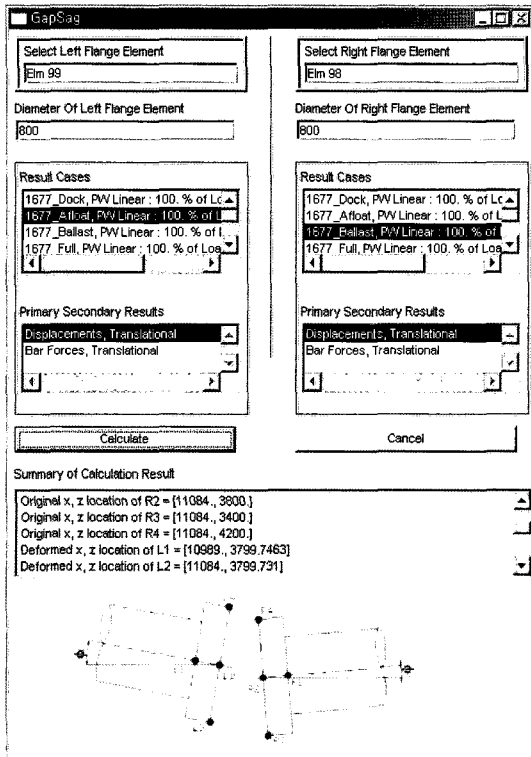 GapSag
Select Left Flange Element
Elm 99
Diameter Of Left Flange Element
800
Result Cases
1677_Dock, PW Linear : 100. % of Lo
1677_Afloat, PW Linear : 100. % of L
1677_Ballast, PW Linear : 100. % of
1677_Full, PW Linear : 100. % of Loa
Primary Secondary Results
Displacements, Translational
Bar Forces, Translational
Select Right Flange Element
Elm 98
Diameter Of Right Flange Element
800
Result Cases
1677_Dock, PW Linear : 100. % of Lo
1677_Afloat, PW Linear : 100. % of L
1677_Ballast, PW Linear : 100. % of
1677_Full, PW Linear : 100. % of Loa
Primary Secondary Results
Displacements, Translational
Bar Forces, Translational
Calculate
Cancel
Summary of Calculation Result
Original x, z location of R2 = [11084., 3800.]
Original x, z location of R3 = [11084., 3400.]
Original x, z location of R4 = [11084., 4200.]
Deformed x, z location of L1 = [10989., 3799.7463]
Deformed x, z location of L2 = [11084., 3799.731]